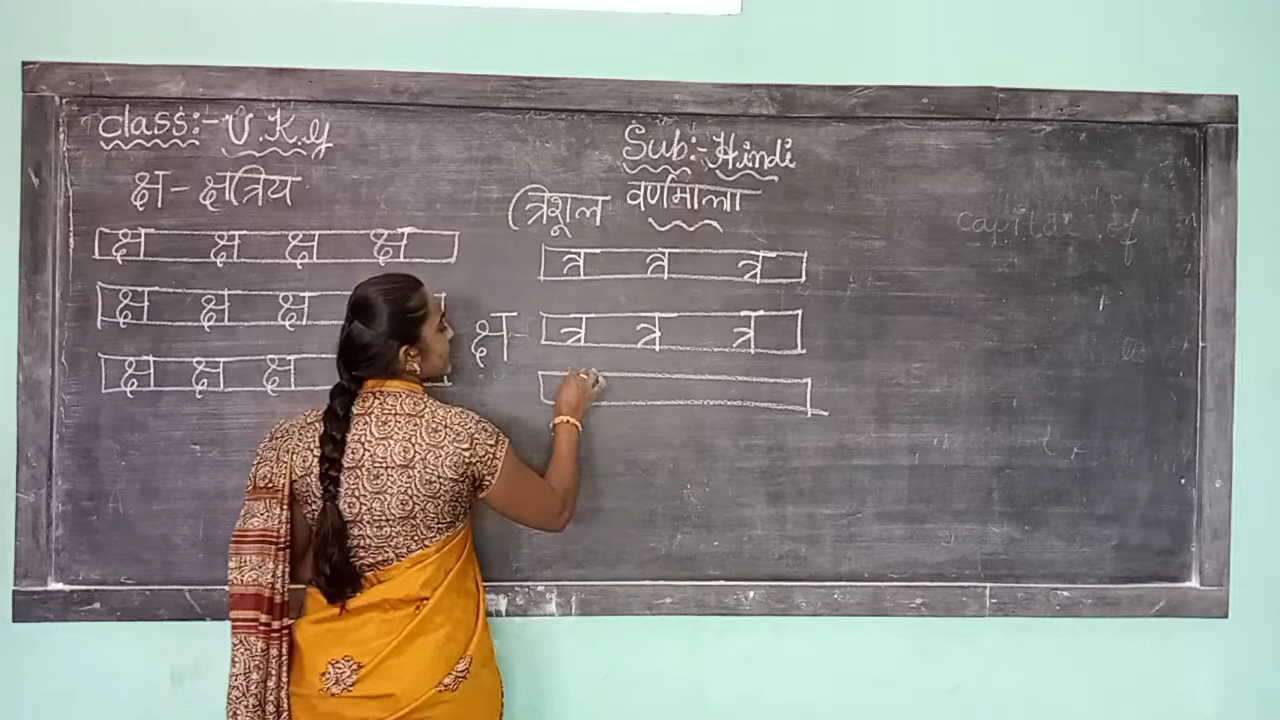 class:- U.K.g
Sub:- Hindi
वर्णमाला
क्ष - क्षत्रिय
क्ष क्ष क्ष क्ष
क्ष क्ष क्ष
क्ष क्ष क्ष
त्रिशूल
त्र त्र त्र
क्ष - त्र त्र त्र
capital of